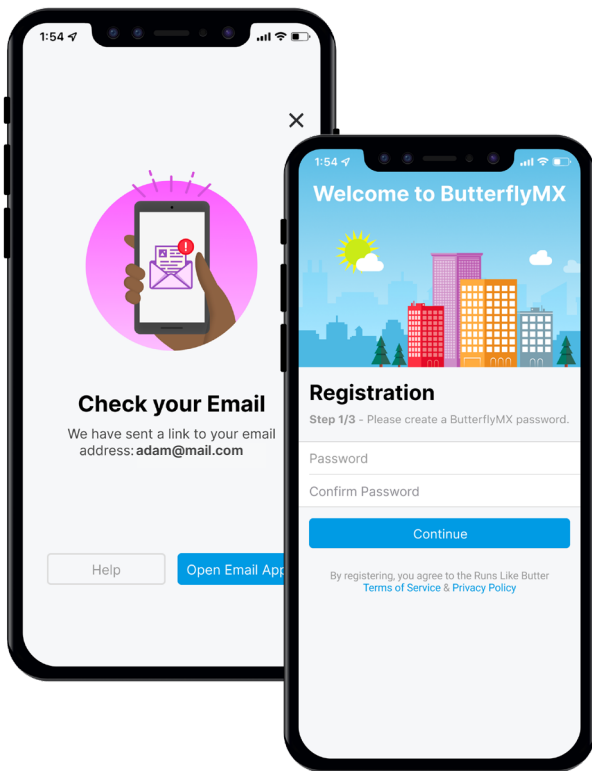 1:54
Check your Email
We have sent a link to your email
address: adam@mail.com
Help
Open Email App
1:54
Welcome to ButterflyMX
Registration
Step 1/3 - Please create a ButterflyMX password.
Password
Confirm Password
Continue
By registering, you agree to the Runs Like Butter
Terms of Service & Privacy Policy